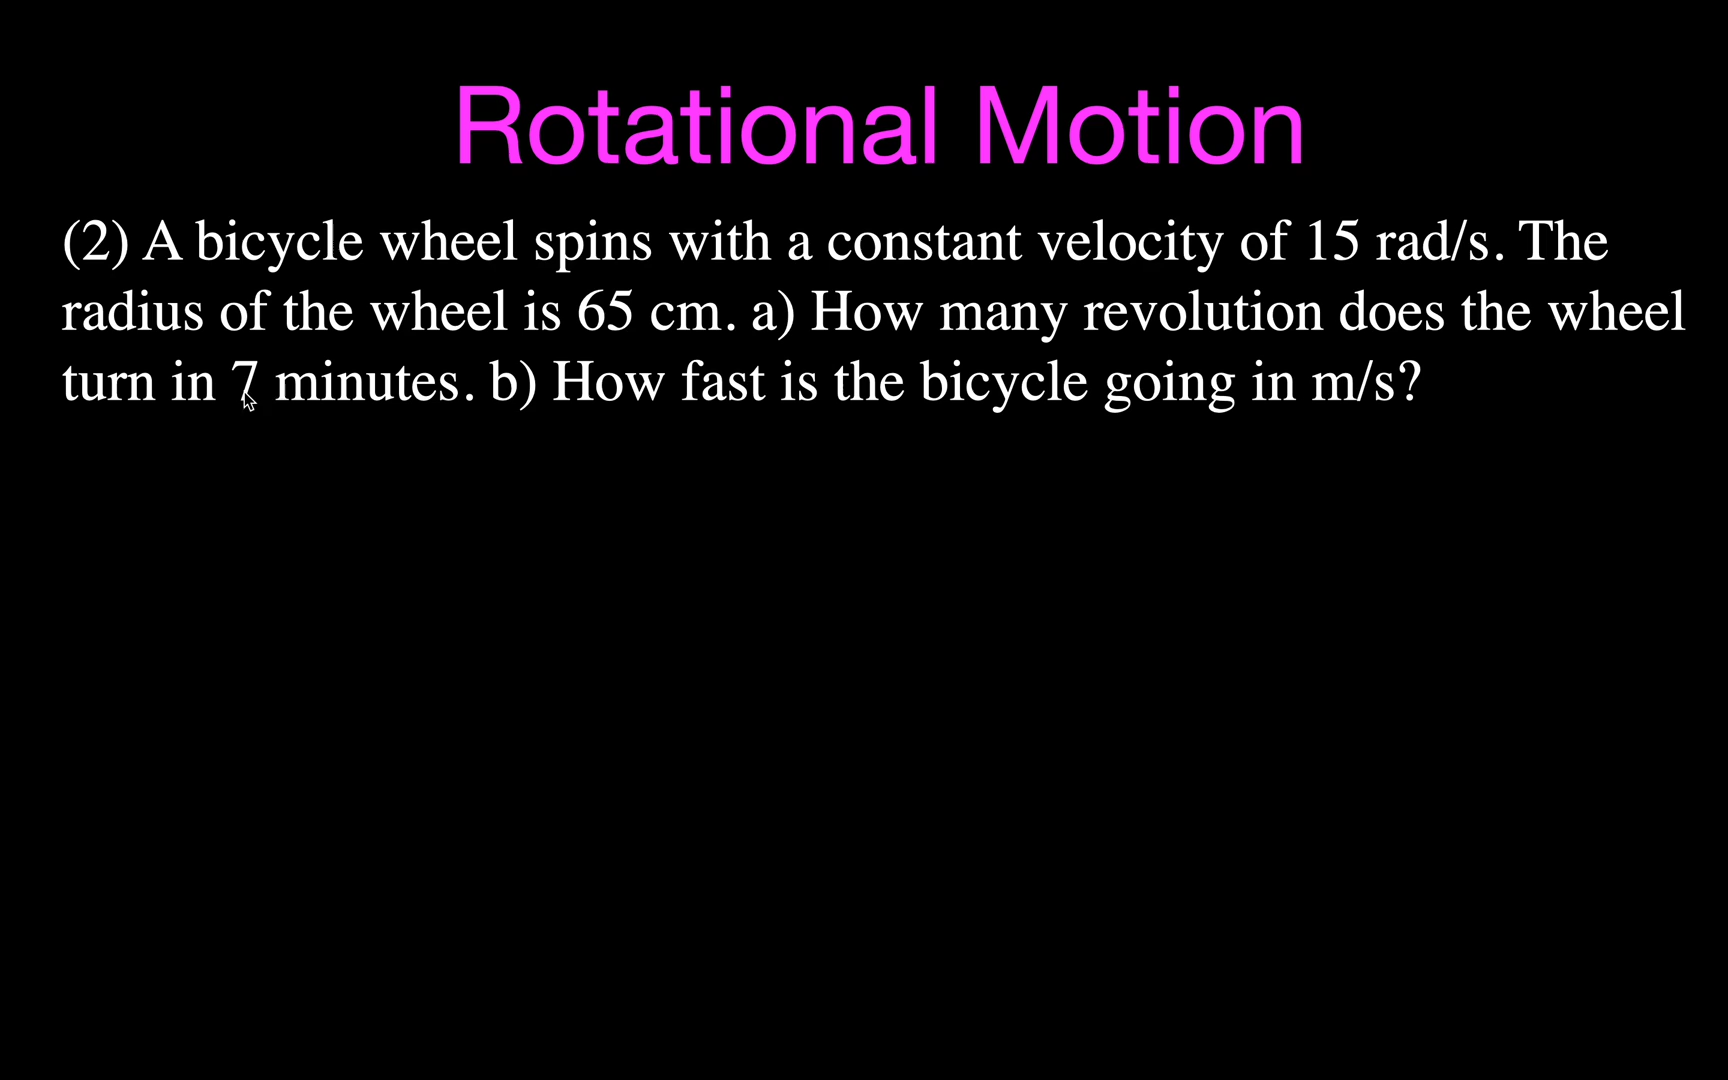 Rotational Motion
(2) A bicycle wheel spins with a constant velocity of 15 rad/s. The
radius of the wheel is 65 cm. a) How many revolution does the wheel
turn in 7 minutes. b) How fast is the bicycle going in m/s?